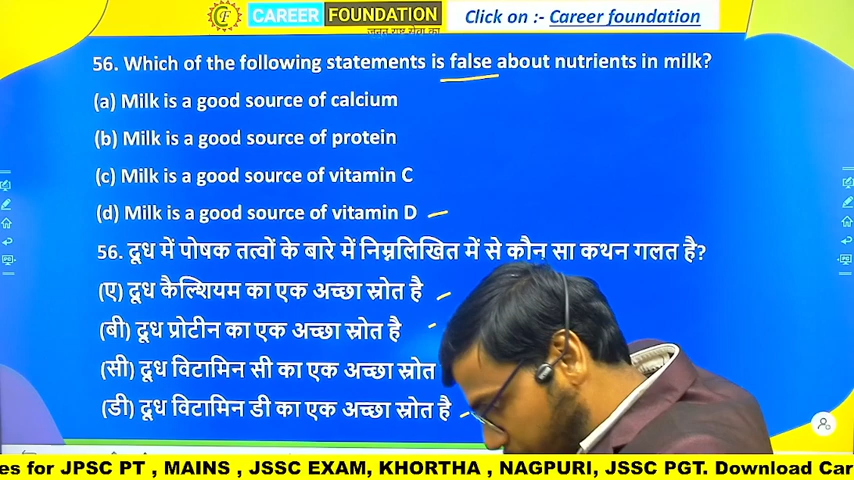 CAREER FOUNDATION
Click on :- Career foundation
56. Which of the following statements is false about nutrients in milk?
(a) Milk is a good source of calcium
(b) Milk is a good source of protein
(c) Milk is a good source of vitamin C
(d) Milk is a good source of vitamin D
56. दूध में पोषक तत्वों के बारे में निम्नलिखित में से कौन सा कथन गलत है?
(ए) दूध कैल्शियम का एक अच्छा स्रोत है
(बी) दूध प्रोटीन का एक अच्छा स्रोत है
(सी) दूध विटामिन सी का एक अच्छा स्रोत
(डी) दूध विटामिन डी का एक अच्छा स्रोत है
es for JPSC PT , MAINS , JSSC EXAM, KHORTHA , NAGPURI, JSSC PGT. Download Car